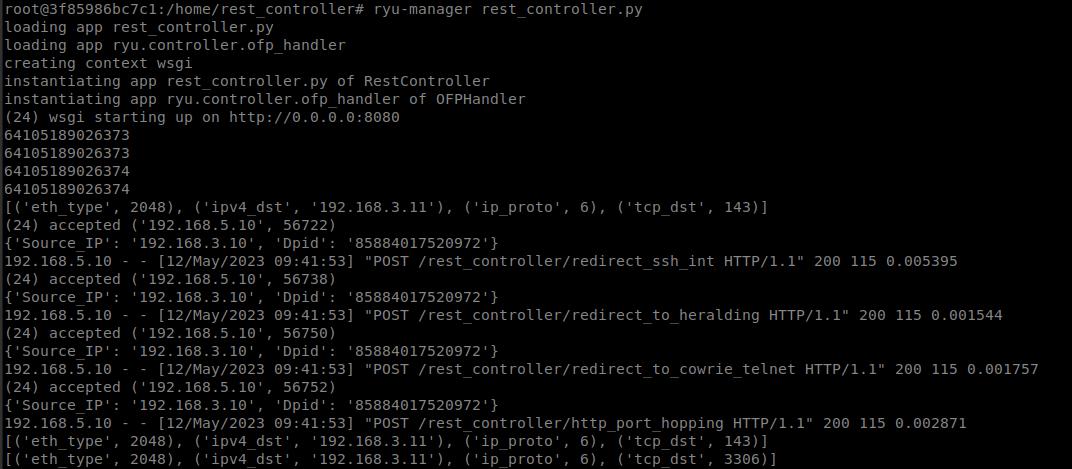 root@3f85986bc7c1:/home/rest_controller# ryu-manager rest_controller.py
loading app rest_controller.py
loading app ryu.controller.ofp_handler
creating context wsgi
instantiating app rest_controller.py of RestController
instantiating app ryu.controller.ofp_handler of OFPHandler
(24) wsgi starting up on http://0.0.0.0:8080
64105189026373
64105189026373
64105189026374
64105189026374
[('eth_type', 2048), ('ipv4_dst', '192.168.3.11'), ('ip_proto', 6), ('tcp_dst', 143)]
(24) accepted ('192.168.5.10', 56722)
{'Source_IP': '192.168.3.10', 'Dpid': '85884017520972'}
192.168.5.10 - - [12/May/2023 09:41:53] "POST /rest_controller/redirect_ssh_int HTTP/1.1" 200 115 0.005395
(24) accepted ('192.168.5.10', 56738)
{'Source_IP': '192.168.3.10', 'Dpid': '85884017520972'}
192.168.5.10 - - [12/May/2023 09:41:53] "POST /rest_controller/redirect_to_heralding HTTP/1.1" 200 115 0.001544
(24) accepted ('192.168.5.10', 56750)
{'Source_IP': '192.168.3.10', 'Dpid': '85884017520972'}
192.168.5.10 - - [12/May/2023 09:41:53] "POST /rest_controller/redirect_to_cowrie_telnet HTTP/1.1" 200 115 0.001757
(24) accepted ('192.168.5.10', 56752)
{'Source_IP': '192.168.3.10', 'Dpid': '85884017520972'}
192.168.5.10 - - [12/May/2023 09:41:53] "POST /rest_controller/http_port_hopping HTTP/1.1" 200 115 0.002871
[('eth_type', 2048), ('ipv4_dst', '192.168.3.11'), ('ip_proto', 6), ('tcp_dst', 143)]
[('eth_type', 2048), ('ipv4_dst', '192.168.3.11'), ('ip_proto', 6), ('tcp_dst', 3306)]